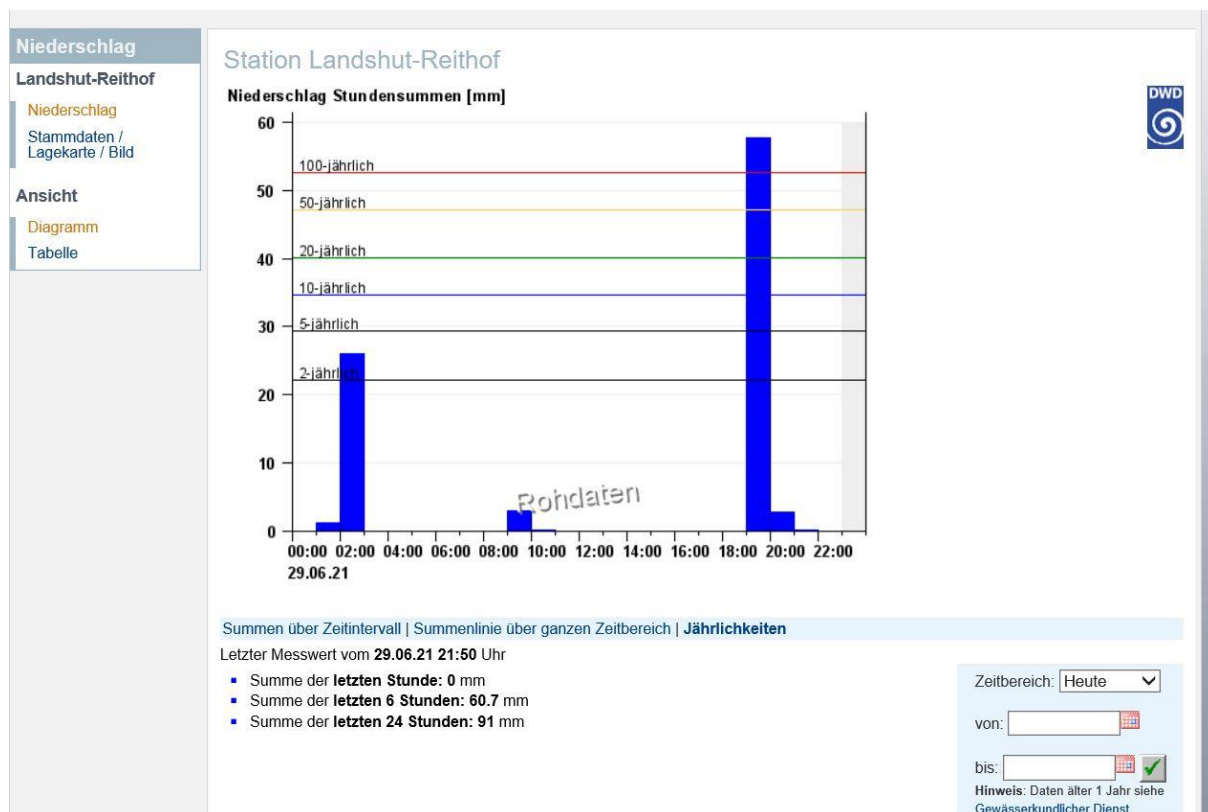 Niederschlag
Landshut-Reithof
Niederschlag
Stammdaten /
Lagekarte / Bild
Ansicht
Diagramm
Tabelle
Station Landshut-Reithof
Niederschlag Stundensummen [mm]
DWD
60
100-jährlich
50
50-jährlich
20-jährlich
40
10-jährlich
30
5-jährlich
2-jährlich
20
10
Rohdaten
0
00:00 02:00 04:00 06:00 08:00 10:00 12:00 14:00 16:00 18:00 20:00 22:00
29.06.21
Summen über Zeitintervall | Summenlinie über ganzen Zeitbereich | Jährlichkeiten
Letzter Messwert vom 29.06.21 21:50 Uhr
Summe der letzten Stunde: 0 mm
Summe der letzten 6 Stunden: 60.7 mm
Summe der letzten 24 Stunden: 91 mm
Zeitbereich: Heute
von:
bis:
Hinweis: Daten älter 1 Jahr siehe
Gewässerkundlicher Dienst